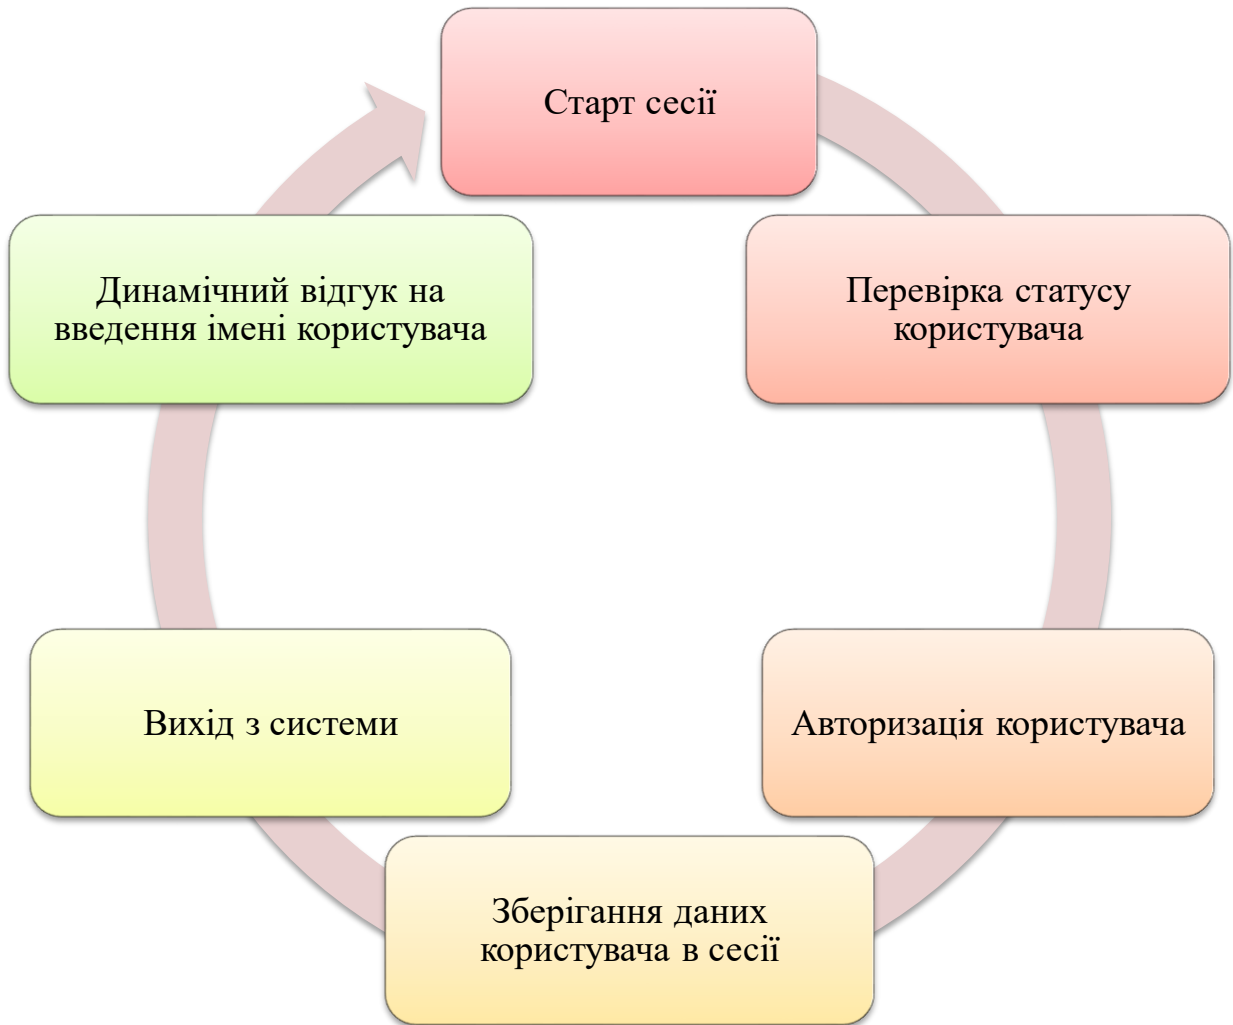 Старт сесії
Перевірка статусу
користувача
Авторизація користувача
Зберігання даних
користувача в сесії
Вихід з системи
Динамічний відгук на
введення імені користувача